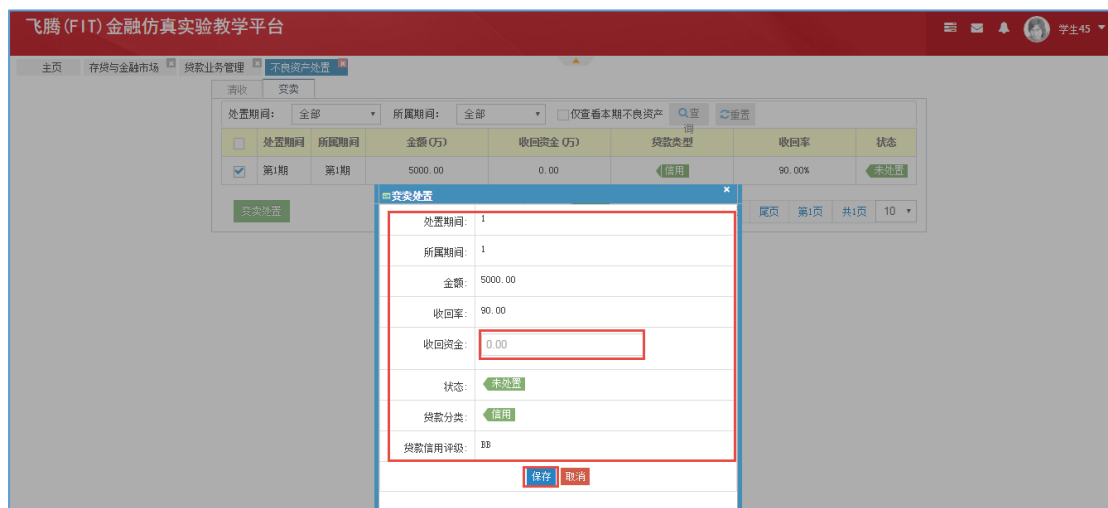 飞腾(FIT)金融仿真实验教学平台 学生45
主页 存贷与金融市场 贷款业务管理 不良资产处置
清收 变卖
处置期间: 全部 所属期间: 全部 仅查看本期不良资产 查询 重置
处置期间 所属期间 金额(万) 收回资金(万) 贷款类型 收回率 状态
第1期 第1期 5000.00 0.00 信用 90.00% 未处置
变卖处置 尾页 第1页 共1页 10
变卖处置
处置期间: 1
所属期间: 1
金额: 5000.00
收回率: 90.00
收回资金: 0.00
状态: 未处置
贷款分类: 信用
贷款信用评级: BB
保存 取消